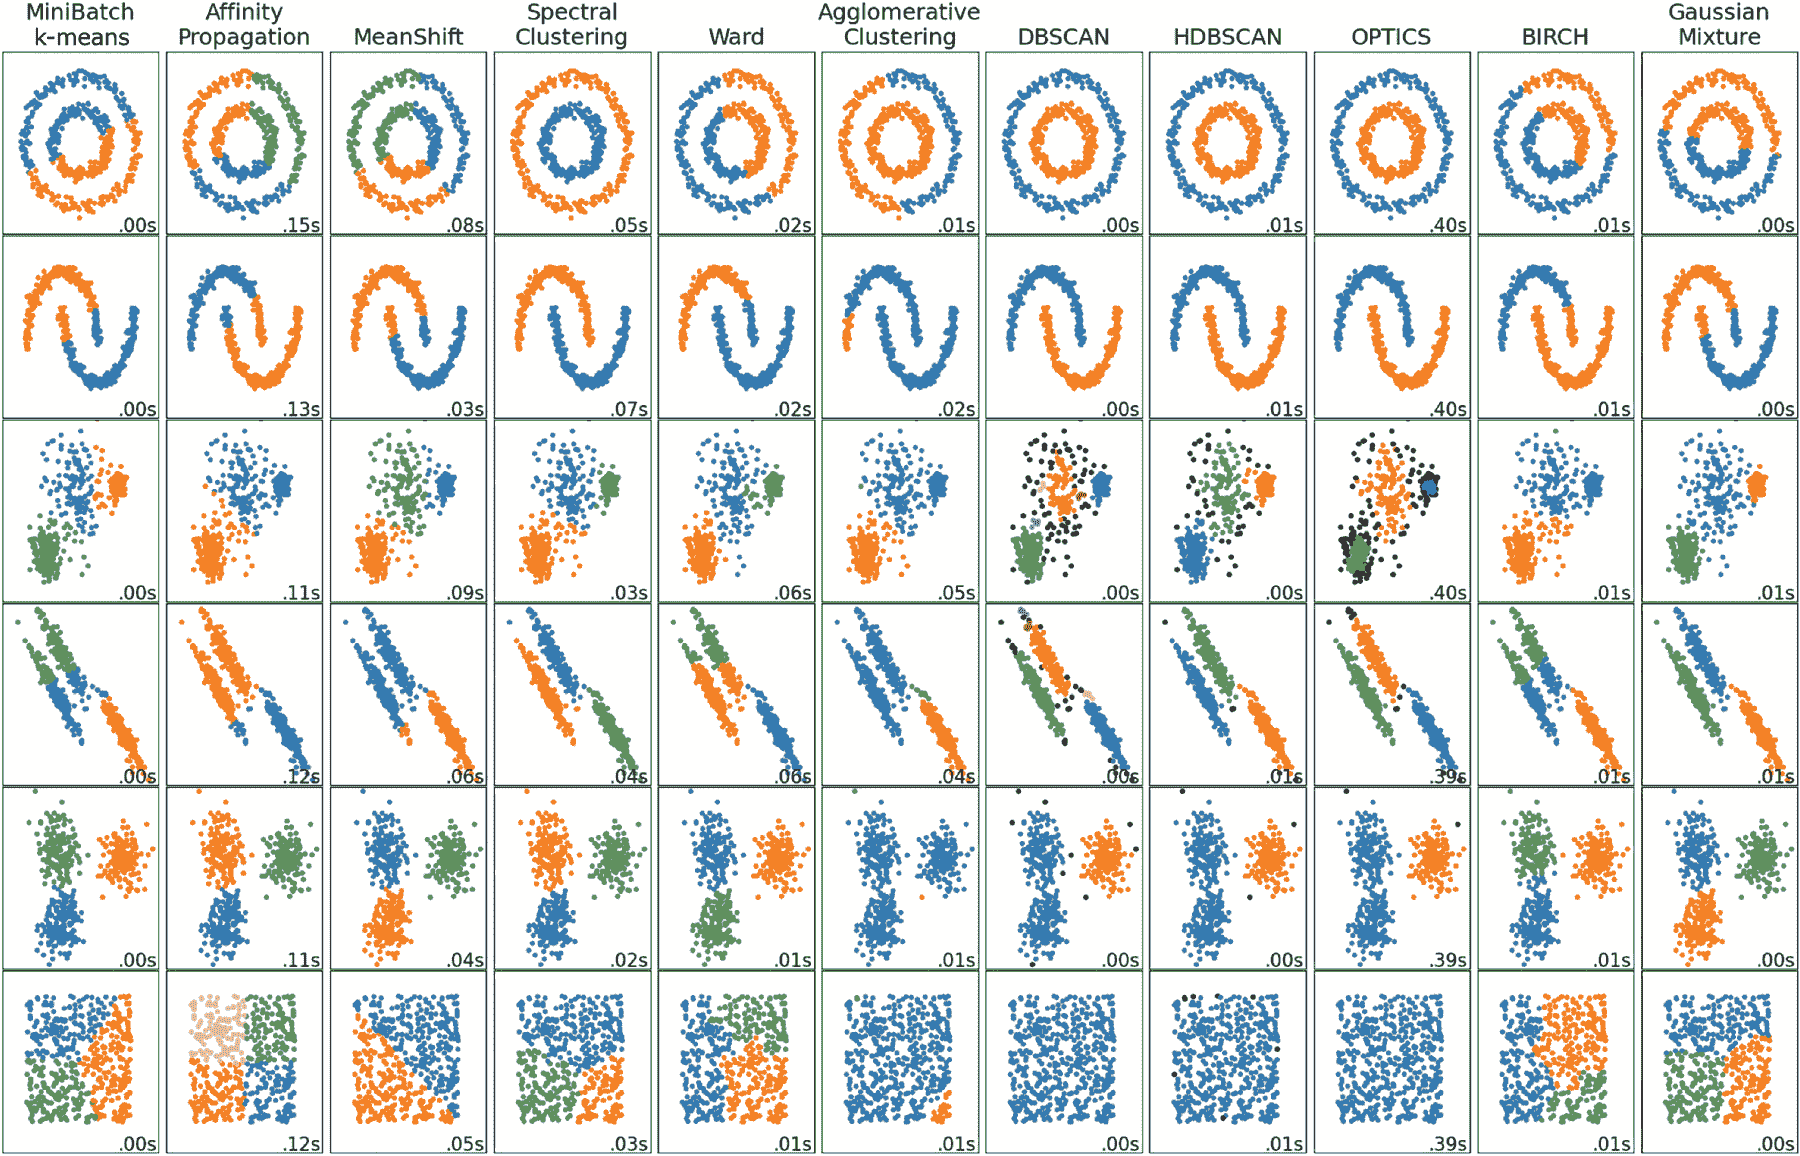 MiniBatch
k-means
Affinity
Propagation
MeanShift
Spectral
Clustering
Ward
Agglomerative
Clustering
DBSCAN
HDBSCAN
OPTICS
BIRCH
Gaussian
Mixture
.00s .15s .08s .05s .02s .01s .00s .01s .40s .01s .00s
.00s .13s .03s .07s .02s .02s .00s .01s .40s .01s .00s
.00s .11s .09s .03s .06s .05s .00s .00s .40s .01s .01s
.00s .12s .06s .04s .06s .04s .00s .01s .39s .01s .01s
.00s .11s .04s .02s .01s .01s .00s .00s .39s .01s .00s
.00s .12s .05s .03s .01s .01s .00s .01s .39s .01s .00s